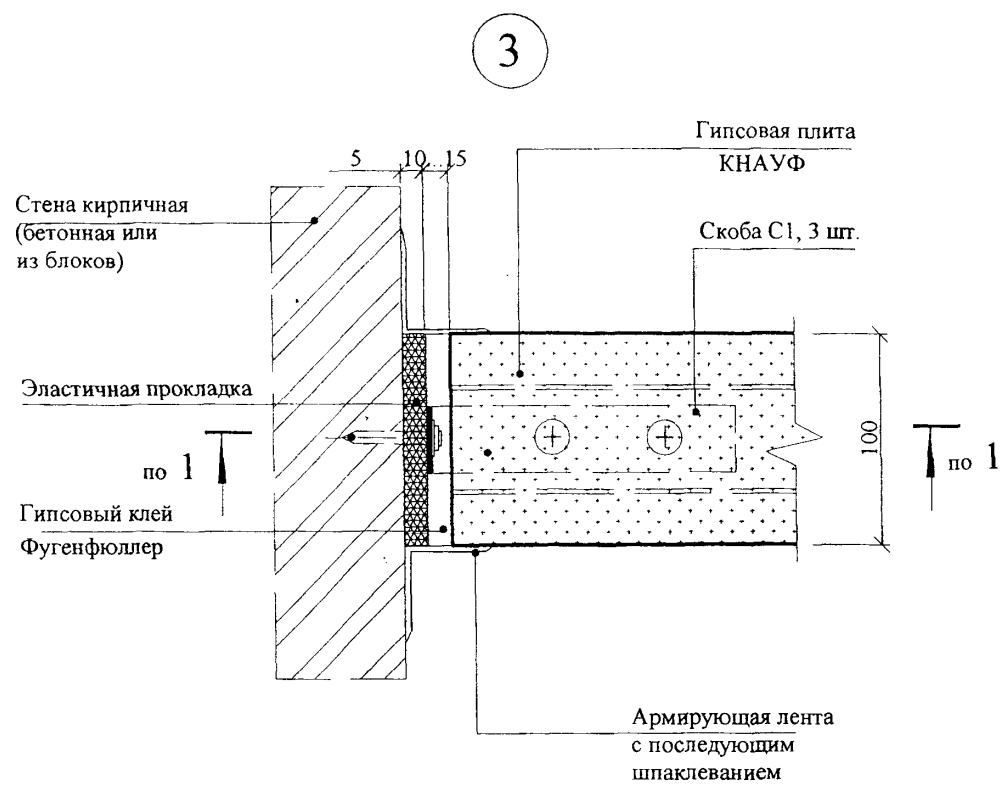 3
Гипсовая плита
КНАУФ
5 10...15
Стена кирпичная
(бетонная или
из блоков)
Скоба С1, 3 шт.
Эластичная прокладка
100
по 1
по 1
Гипсовый клей
Фугенфюллер
Армирующая лента
с последующим
шпаклеванием